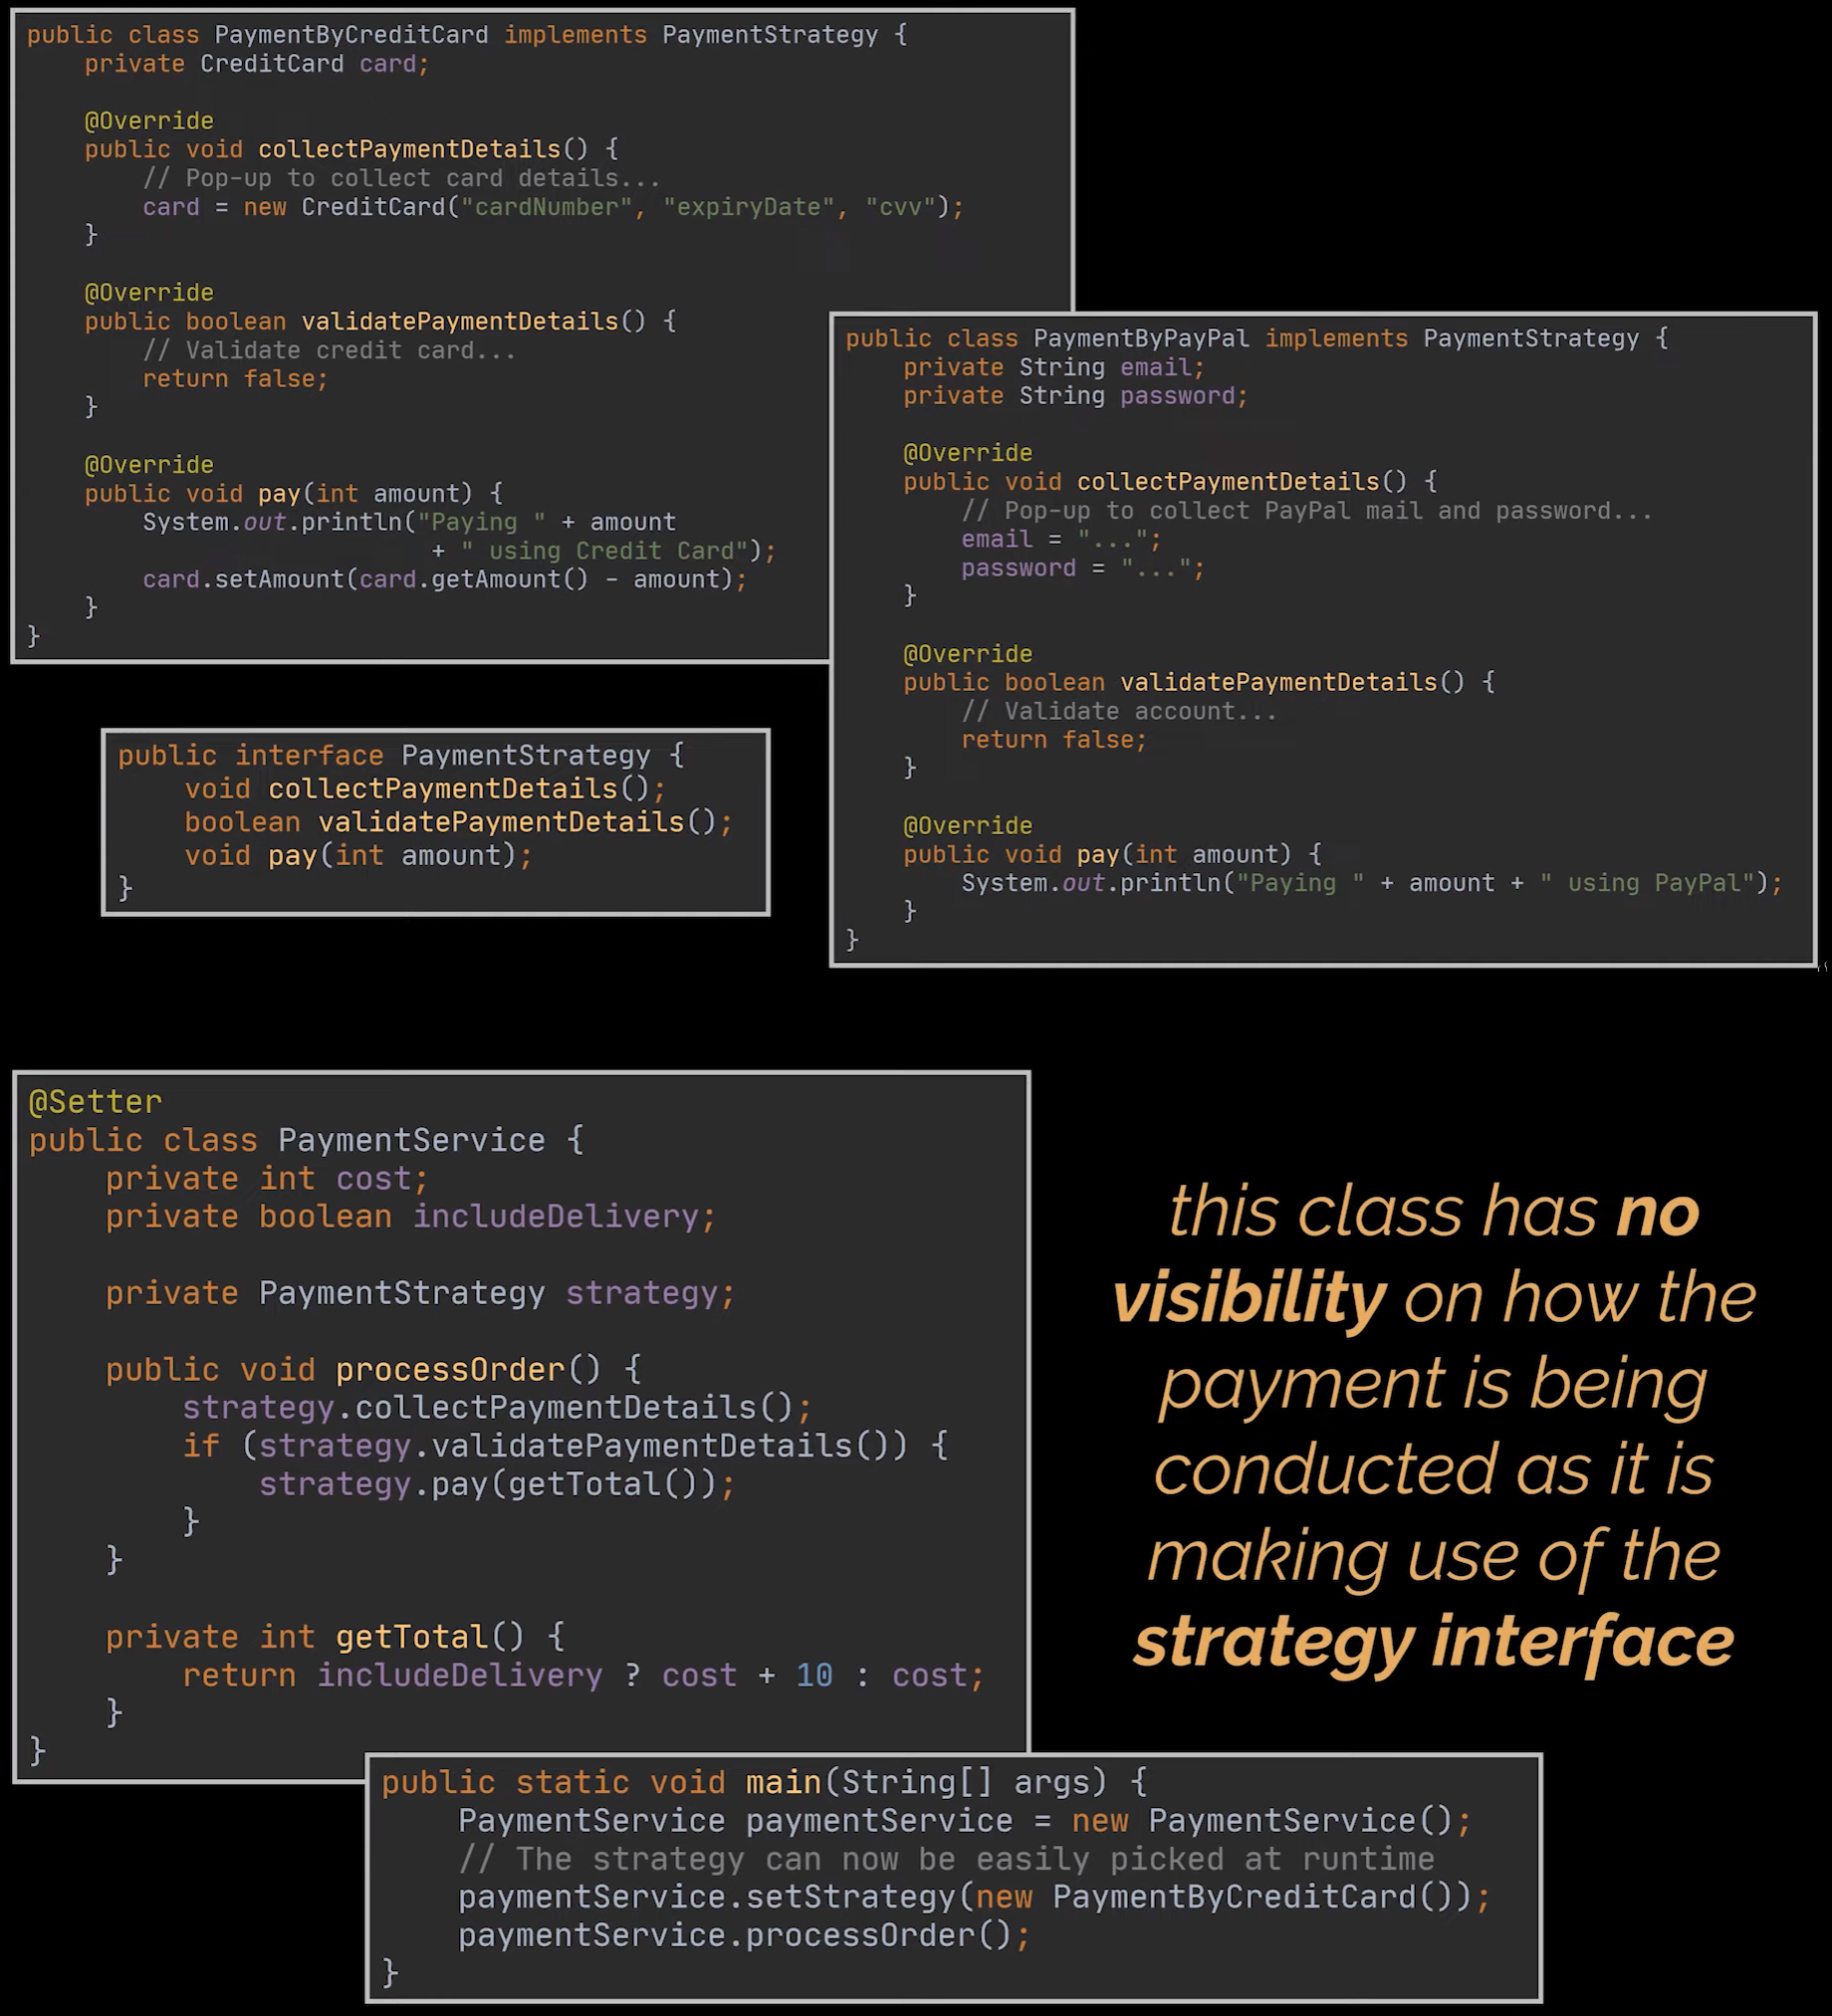 public class PaymentByCreditCard implements PaymentStrategy {
    private CreditCard card;

    @Override
    public void collectPaymentDetails() {
        // Pop-up to collect card details...
        card = new CreditCard("cardNumber", "expiryDate", "cvv");
    }

    @Override
    public boolean validatePaymentDetails() {
        // Validate credit card...
        return false;
    }

    @Override
    public void pay(int amount) {
        System.out.println("Paying " + amount
                            + " using Credit Card");
        card.setAmount(card.getAmount() - amount);
    }
}
public class PaymentByPayPal implements PaymentStrategy {
    private String email;
    private String password;

    @Override
    public void collectPaymentDetails() {
        // Pop-up to collect PayPal mail and password...
        email = "...";
        password = "...";
    }

    @Override
    public boolean validatePaymentDetails() {
        // Validate account...
        return false;
    }

    @Override
    public void pay(int amount) {
        System.out.println("Paying " + amount + " using PayPal");
    }
}
public interface PaymentStrategy {
    void collectPaymentDetails();
    boolean validatePaymentDetails();
    void pay(int amount);
}
@Setter
public class PaymentService {
    private int cost;
    private boolean includeDelivery;

    private PaymentStrategy strategy;

    public void processOrder() {
        strategy.collectPaymentDetails();
        if (strategy.validatePaymentDetails()) {
            strategy.pay(getTotal());
        }
    }

    private int getTotal() {
        return includeDelivery ? cost + 10 : cost;
    }
}
this class has no
visibility on how the
payment is being
conducted as it is
making use of the
strategy interface
public static void main(String[] args) {
    PaymentService paymentService = new PaymentService();
    // The strategy can now be easily picked at runtime
    paymentService.setStrategy(new PaymentByCreditCard());
    paymentService.processOrder();
}